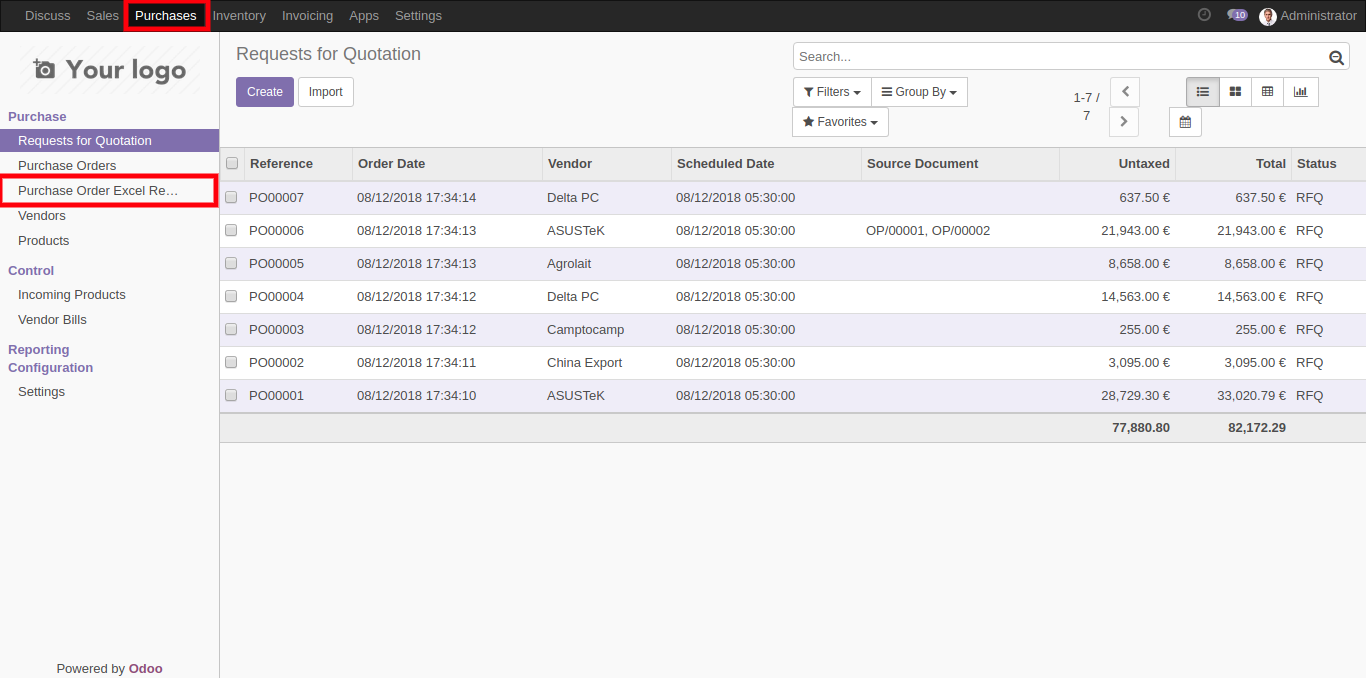 Discuss Sales Purchases Inventory Invoicing Apps Settings 10 Administrator
Your logo
Purchase
Requests for Quotation
Purchase Orders
Purchase Order Excel Re…
Vendors
Products
Control
Incoming Products
Vendor Bills
Reporting
Configuration
Settings
Powered by Odoo
Requests for Quotation
Search...
Create Import
Filters Group By
Favorites
1-7 /
7
Reference Order Date Vendor Scheduled Date Source Document Untaxed Total Status
PO00007 08/12/2018 17:34:14 Delta PC 08/12/2018 05:30:00 637.50 € 637.50 € RFQ
PO00006 08/12/2018 17:34:13 ASUSTeK 08/12/2018 05:30:00 OP/00001, OP/00002 21,943.00 € 21,943.00 € RFQ
PO00005 08/12/2018 17:34:13 Agrolait 08/12/2018 05:30:00 8,658.00 € 8,658.00 € RFQ
PO00004 08/12/2018 17:34:12 Delta PC 08/12/2018 05:30:00 14,563.00 € 14,563.00 € RFQ
PO00003 08/12/2018 17:34:12 Camptocamp 08/12/2018 05:30:00 255.00 € 255.00 € RFQ
PO00002 08/12/2018 17:34:11 China Export 08/12/2018 05:30:00 3,095.00 € 3,095.00 € RFQ
PO00001 08/12/2018 17:34:10 ASUSTeK 08/12/2018 05:30:00 28,729.30 € 33,020.79 € RFQ
77,880.80 82,172.29